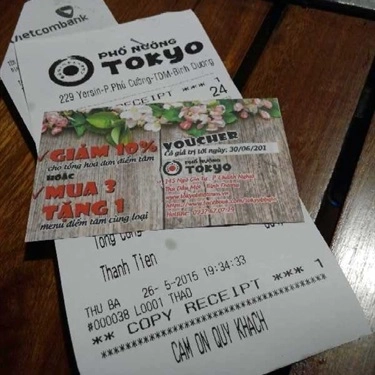 Vietcombank
PHỐ NƯỚNG
TOKYO
229 Yersin-P.Phú Cường-TDM-Bình Dương
RECEIPT *** 1
24
GIẢM 10%
cho tổng hóa đơn điểm tâm
HOẶC
MUA 3
TẶNG 1
menu điểm tâm cùng loại
VOUCHER
Có giá trị tới ngày: 30/06/201
PHỐ NƯỚNG
TOKYO
Tổng Cộng
Thanh Tien
THU BA 26-5-2015 19:34:33
#000038 L0001 THAO
** COPY RECEIPT *** 1
CAM ON QUY KHACH